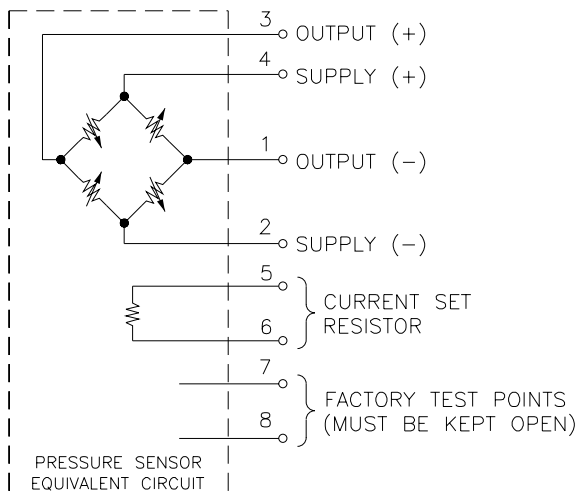 3
OUTPUT (+)
4
SUPPLY (+)
1
OUTPUT (−)
2
SUPPLY (−)
5
CURRENT SET
RESISTOR
6
7
FACTORY TEST POINTS
(MUST BE KEPT OPEN)
8
PRESSURE SENSOR
EQUIVALENT CIRCUIT